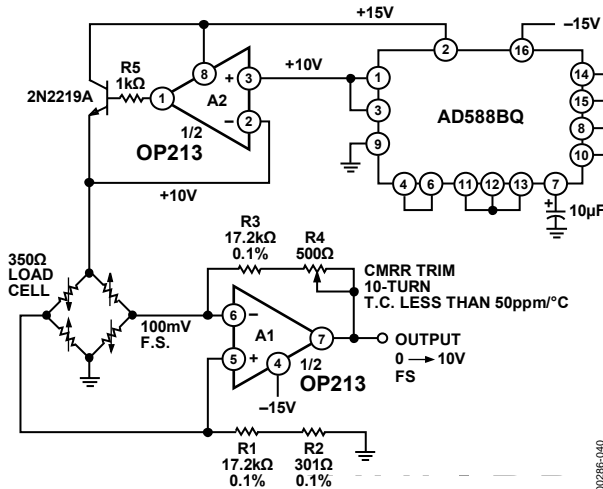 +15V
–15V
R5
1kΩ
2N2219A
8
+ 3
1
A2
– 2
1/2
OP213
+10V
+10V
2
16
1
3
9
AD588BQ
14
15
8
10
4 6 11 12 13 7
+
10µF
350Ω
LOAD
CELL
100mV
F.S.
R3
17.2kΩ
0.1%
R4
500Ω
CMRR TRIM
10-TURN
T.C. LESS THAN 50ppm/°C
6 –
A1
7
5 +
4
1/2
OP213
–15V
OUTPUT
0 → 10V
FS
R1
17.2kΩ
0.1%
R2
301Ω
0.1%
00286-040